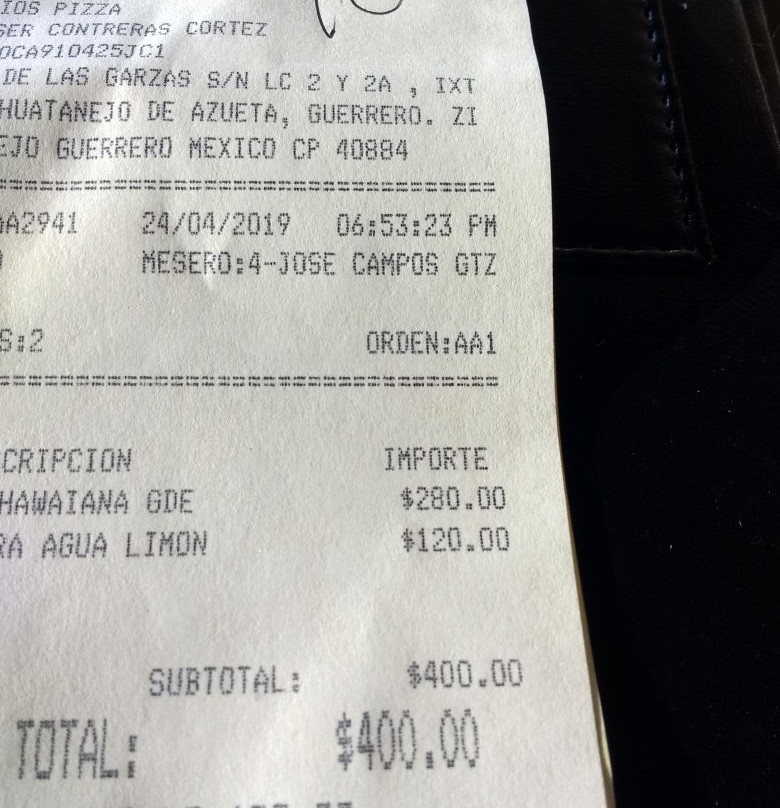 IOS PIZZA
SER CONTRERAS CORTEZ
OCA910425JC1
DE LAS GARZAS S/N LC 2 Y 2A , IXT
HUATANEJO DE AZUETA, GUERRERO. ZI
EJO GUERRERO MEXICO CP 40884
A2941 24/04/2019 06:53:23 PM
MESERO:4-JOSE CAMPOS GTZ
S:2 ORDEN:AA1
CRIPCION IMPORTE
HAWAIANA GDE $280.00
RA AGUA LIMON $120.00
SUBTOTAL: $400.00
TOTAL: $400.00